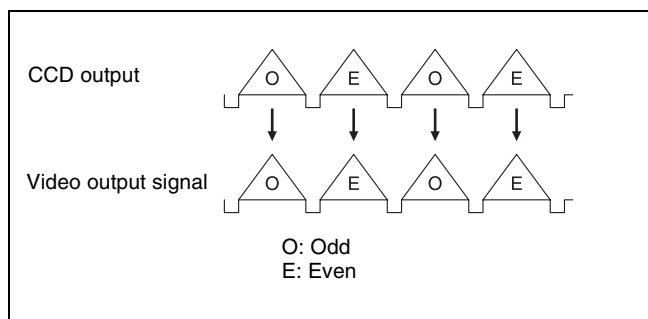 CCD output
O E O E
Video output signal
O E O E
O: Odd
E: Even